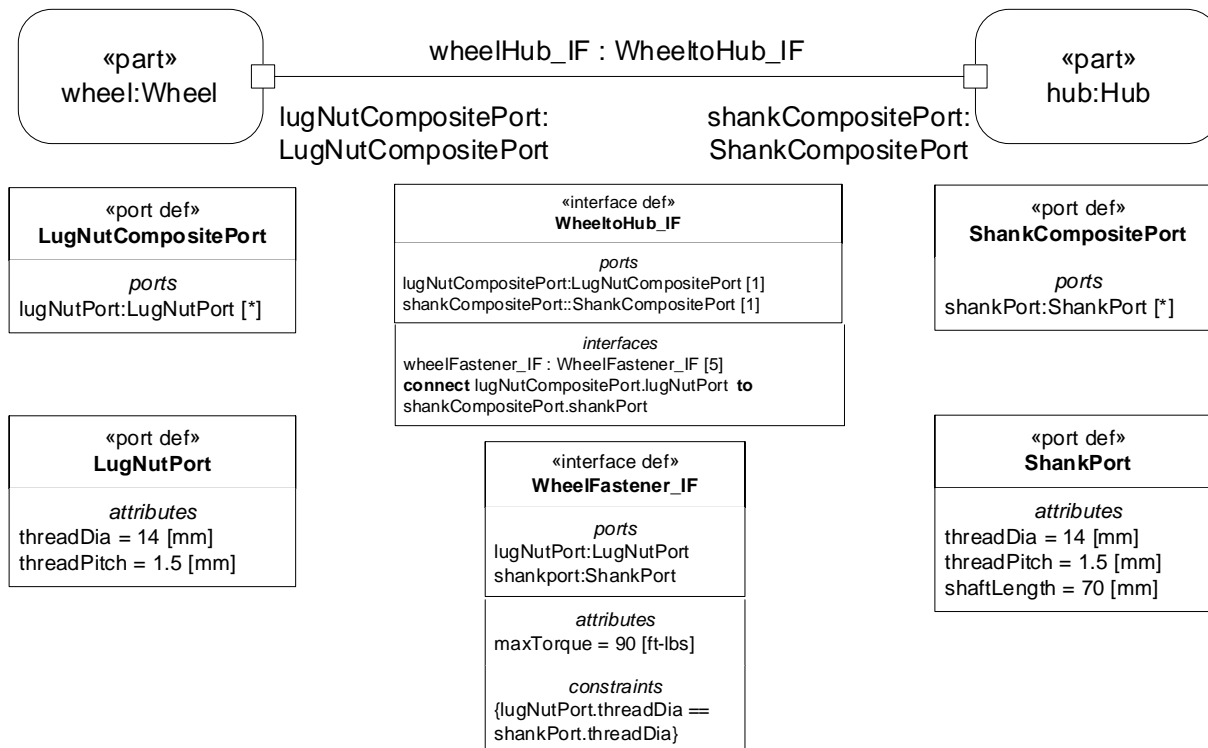 «part»
wheel:Wheel
wheelHub_IF : WheeltoHub_IF
«part»
hub:Hub
lugNutCompositePort:
LugNutCompositePort
shankCompositePort:
ShankCompositePort
«port def»
LugNutCompositePort
ports
lugNutPort:LugNutPort [*]
«interface def»
WheeltoHub_IF
ports
lugNutCompositePort:LugNutCompositePort [1]
shankCompositePort::ShankCompositePort [1]
interfaces
wheelFastener_IF : WheelFastener_IF [5]
connect lugNutCompositePort.lugNutPort to
shankCompositePort.shankPort
«port def»
ShankCompositePort
ports
shankPort:ShankPort [*]
«port def»
LugNutPort
attributes
threadDia = 14 [mm]
threadPitch = 1.5 [mm]
«interface def»
WheelFastener_IF
ports
lugNutPort:LugNutPort
shankport:ShankPort
attributes
maxTorque = 90 [ft-lbs]
constraints
{lugNutPort.threadDia ==
shankPort.threadDia}
«port def»
ShankPort
attributes
threadDia = 14 [mm]
threadPitch = 1.5 [mm]
shaftLength = 70 [mm]